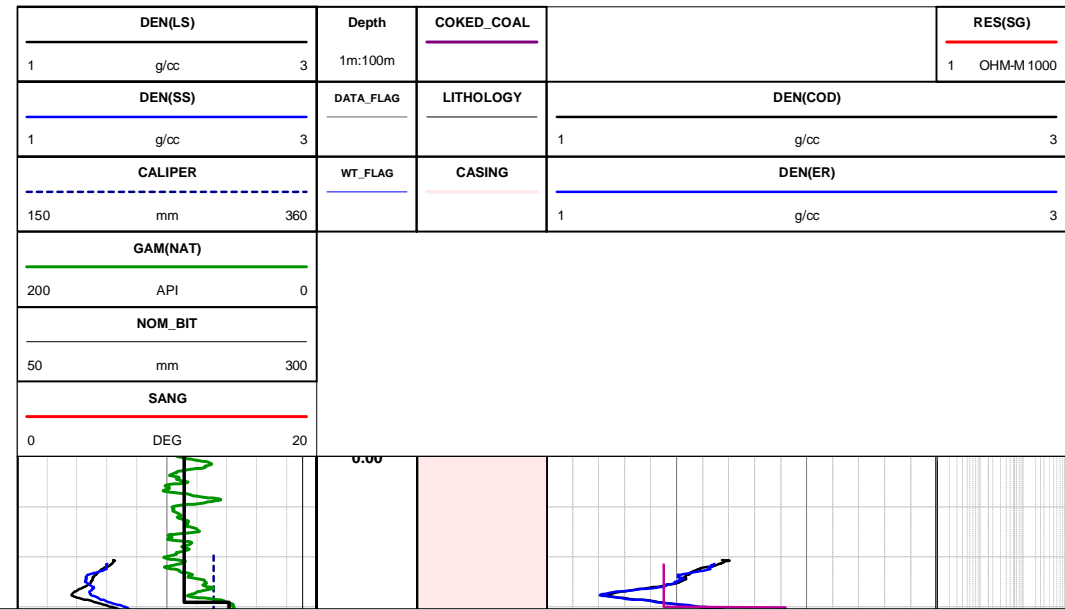 DEN(LS) Depth COKED_COAL RES(SG)
1 g/cc 3 1m:100m 1 OHM-M 1000
DEN(SS) DATA_FLAG LITHOLOGY DEN(COD)
1 g/cc 3 1 g/cc 3
CALIPER WT_FLAG CASING DEN(ER)
150 mm 360 1 g/cc 3
GAM(NAT)
200 API 0
NOM_BIT
50 mm 300
SANG
0 DEG 20
0.00